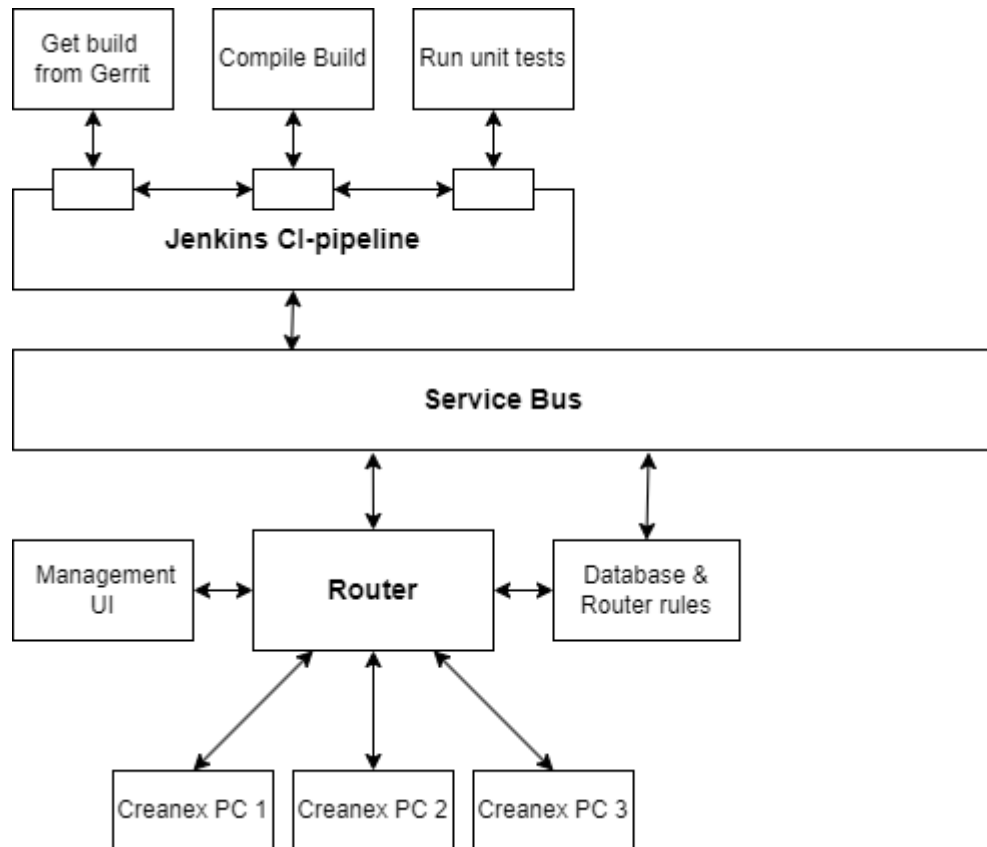 Get build
from Gerrit
Compile Build
Run unit tests
Jenkins CI-pipeline
Service Bus
Management
UI
Router
Database &
Router rules
Creanex PC 1
Creanex PC 2
Creanex PC 3